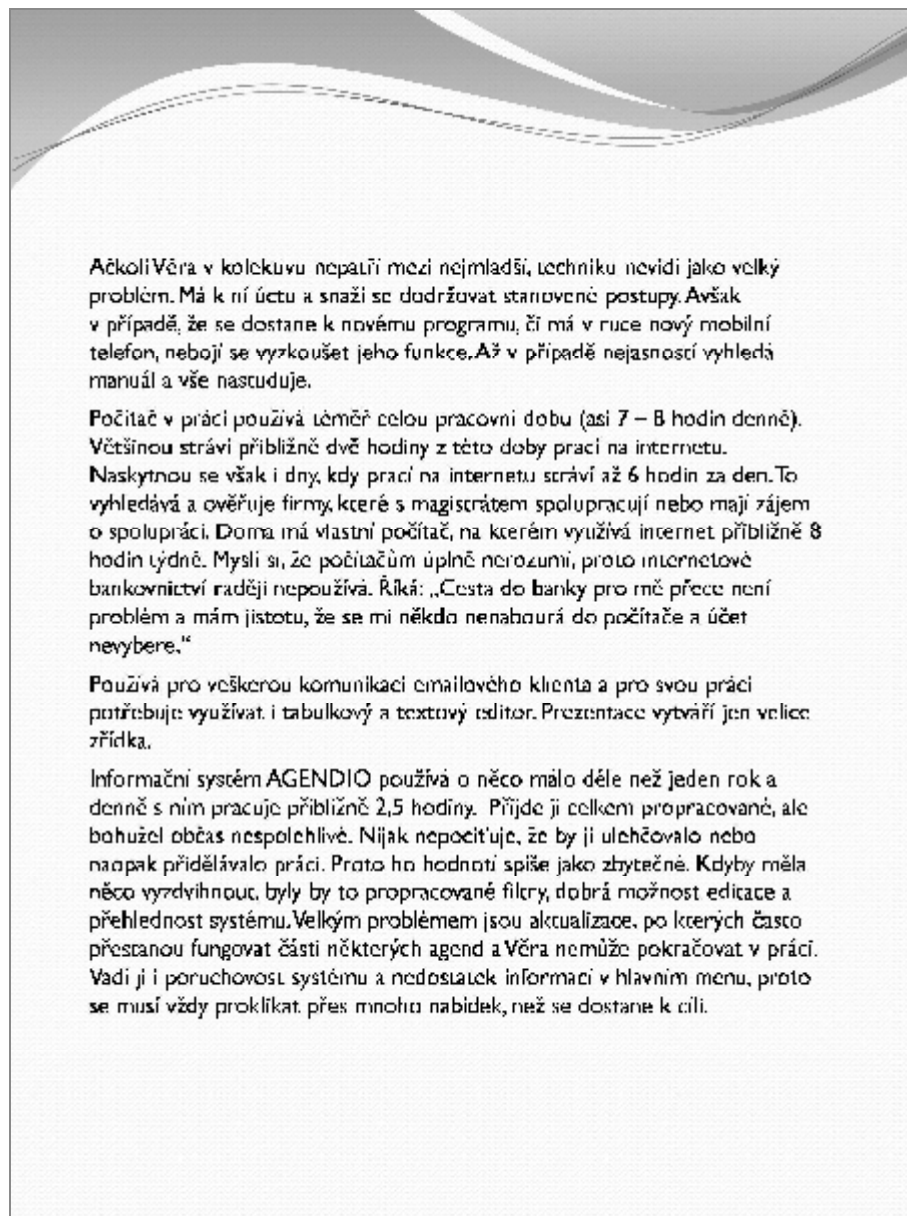 Ačkoli Věra v kolektivu nepatří mezi nejmladší, techniku nevidí jako velký
problém. Má k ní úctu a snaží se dodržovat stanovené postupy. Avšak
v případě, že se dostane k novému programu, či má v ruce nový mobilní
telefon, nebojí se vyzkoušet jeho funkce. Až v případě nejasností vyhledá
manuál a vše nastuduje.
Počítač v práci používá téměř celou pracovní dobu (asi 7 – 8 hodin denně).
Většinou stráví přibližně dvě hodiny z této doby prací na internetu.
Naskytnou se však i dny, kdy prací na internetu stráví až 6 hodin za den. To
vyhledává a ověřuje firmy, které s magistrátem spolupracují nebo mají zájem
o spolupráci. Doma má vlastní počítač, na kterém využívá internet přibližně 8
hodin týdně. Myslí si, že počítačům úplně nerozumí, proto internetové
bankovnictví raději nepoužívá. Říká: „Cesta do banky pro mě přece není
problém a mám jistotu, že se mi někdo nenabourá do počítače a účet
nevybere.“
Používá pro veškerou komunikaci emailového klienta a pro svou práci
potřebuje využívat i tabulkový a textový editor. Prezentace vytváří jen velice
zřídka.
Informační systém AGENDIO používá o něco málo déle než jeden rok a
denně s ním pracuje přibližně 2,5 hodiny. Přijde jí celkem propracované, ale
bohužel občas nespolehlivé. Nijak nepociťuje, že by jí ulehčovalo nebo
naopak přidělávalo práci. Proto ho hodnotí spíše jako zbytečné. Kdyby měla
něco vyzdvihnout, byly by to propracované filtry, dobrá možnost editace a
přehlednost systému. Velkým problémem jsou aktualizace, po kterých často
přestanou fungovat části některých agend a Věra nemůže pokračovat v práci.
Vadí jí i poruchovost systému a nedostatek informací v hlavním menu, proto
se musí vždy proklikat přes mnoho nabídek, než se dostane k cíli.